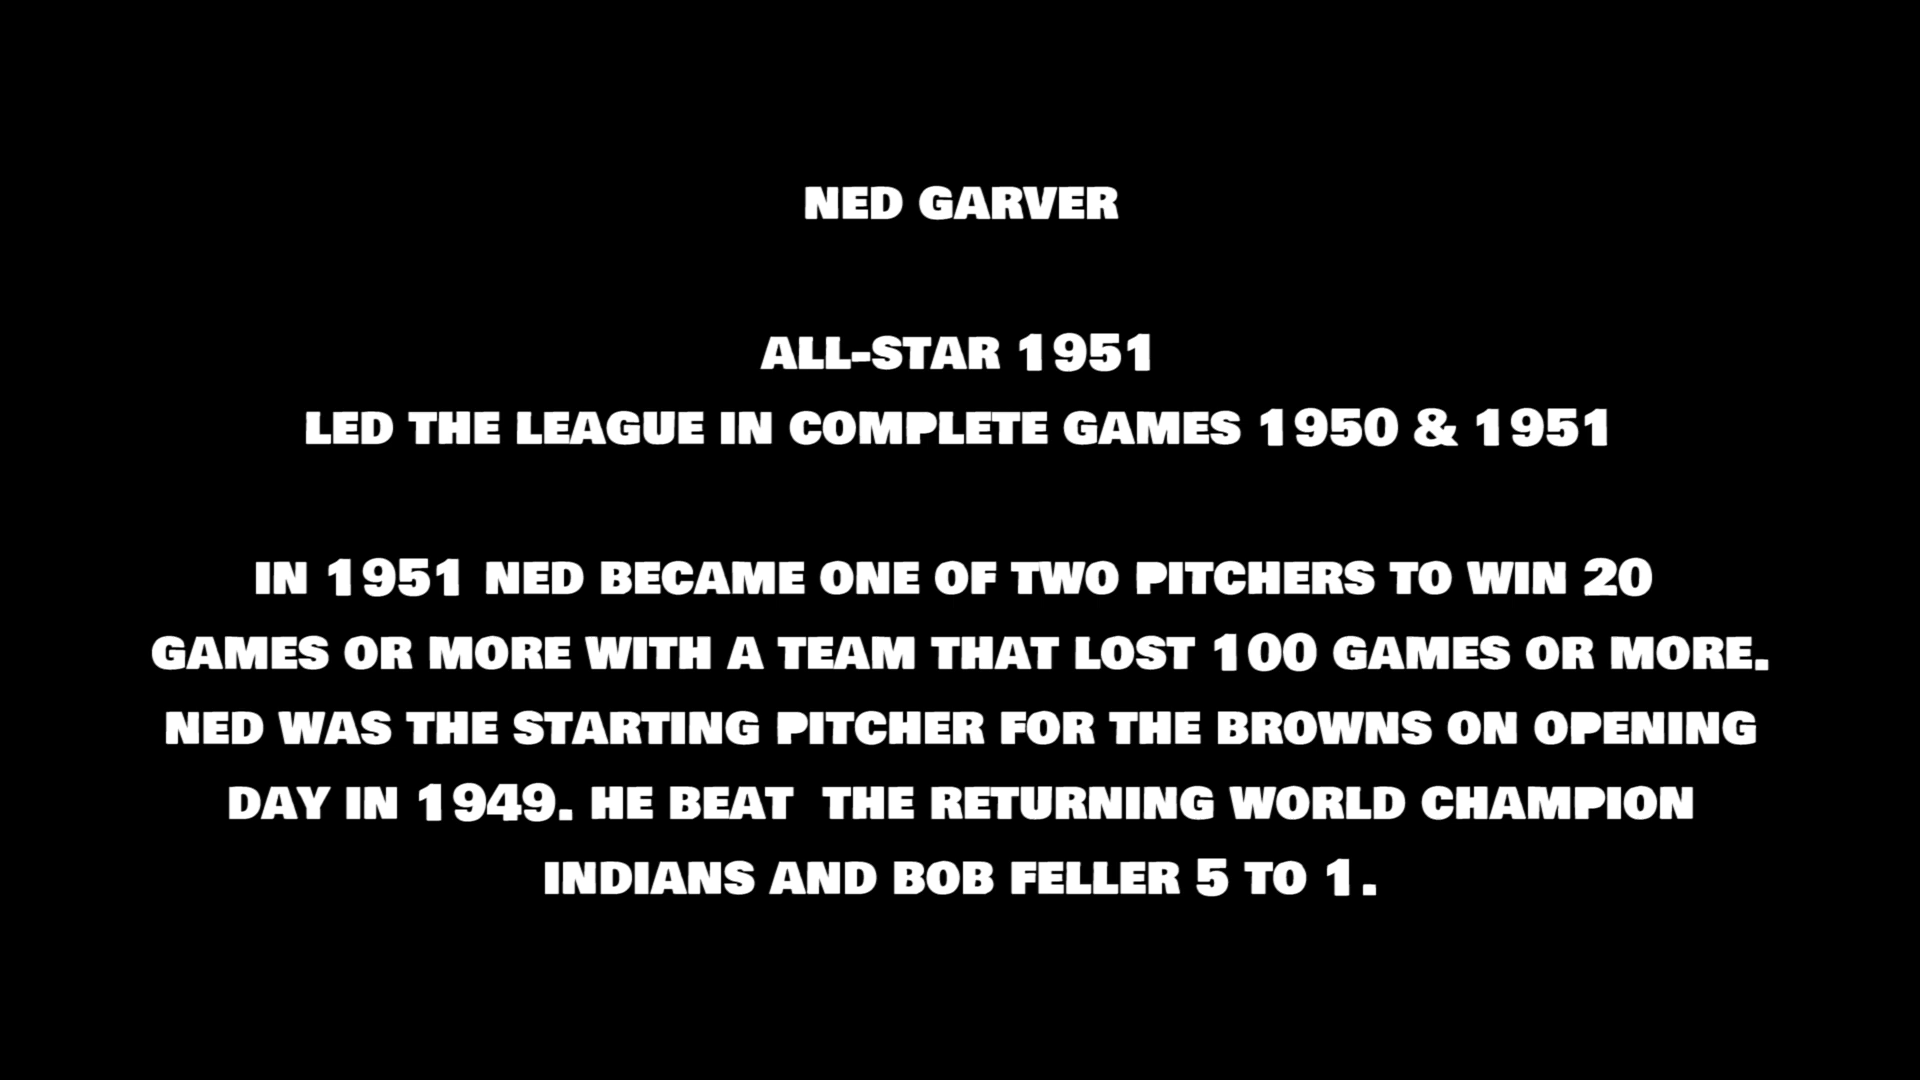 NED GARVER
ALL-STAR 1951
LED THE LEAGUE IN COMPLETE GAMES 1950 & 1951
IN 1951 NED BECAME ONE OF TWO PITCHERS TO WIN 20
GAMES OR MORE WITH A TEAM THAT LOST 100 GAMES OR MORE.
NED WAS THE STARTING PITCHER FOR THE BROWNS ON OPENING
DAY IN 1949. HE BEAT  THE RETURNING WORLD CHAMPION
INDIANS AND BOB FELLER 5 TO 1.